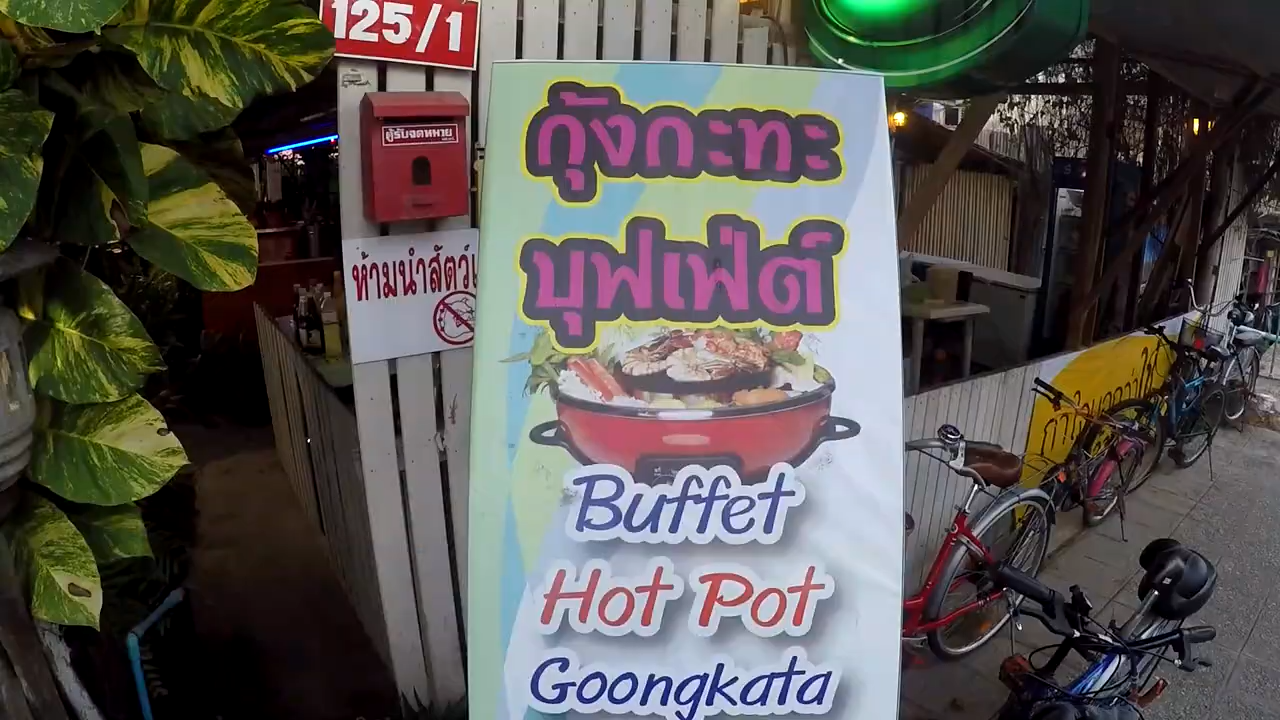 125/1
ตู้รับจดหมาย
ห้ามนำสัตว์เ
กุ้งกะทะ
บุฟเฟ่ต์
Buffet
Hot Pot
Goongkata